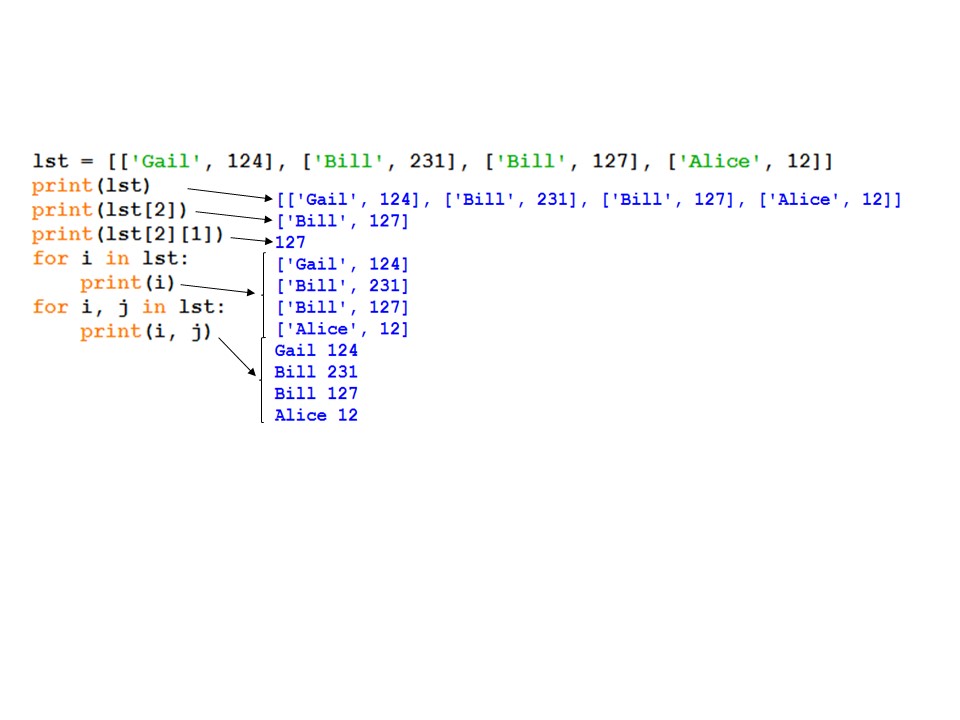 lst = [['Gail', 124], ['Bill', 231], ['Bill', 127], ['Alice', 12]]
print(lst)
print(lst[2])
print(lst[2][1])
for i in lst:
    print(i)
for i, j in lst:
    print(i, j)
[['Gail', 124], ['Bill', 231], ['Bill', 127], ['Alice', 12]]
['Bill', 127]
127
['Gail', 124]
['Bill', 231]
['Bill', 127]
['Alice', 12]
Gail 124
Bill 231
Bill 127
Alice 12